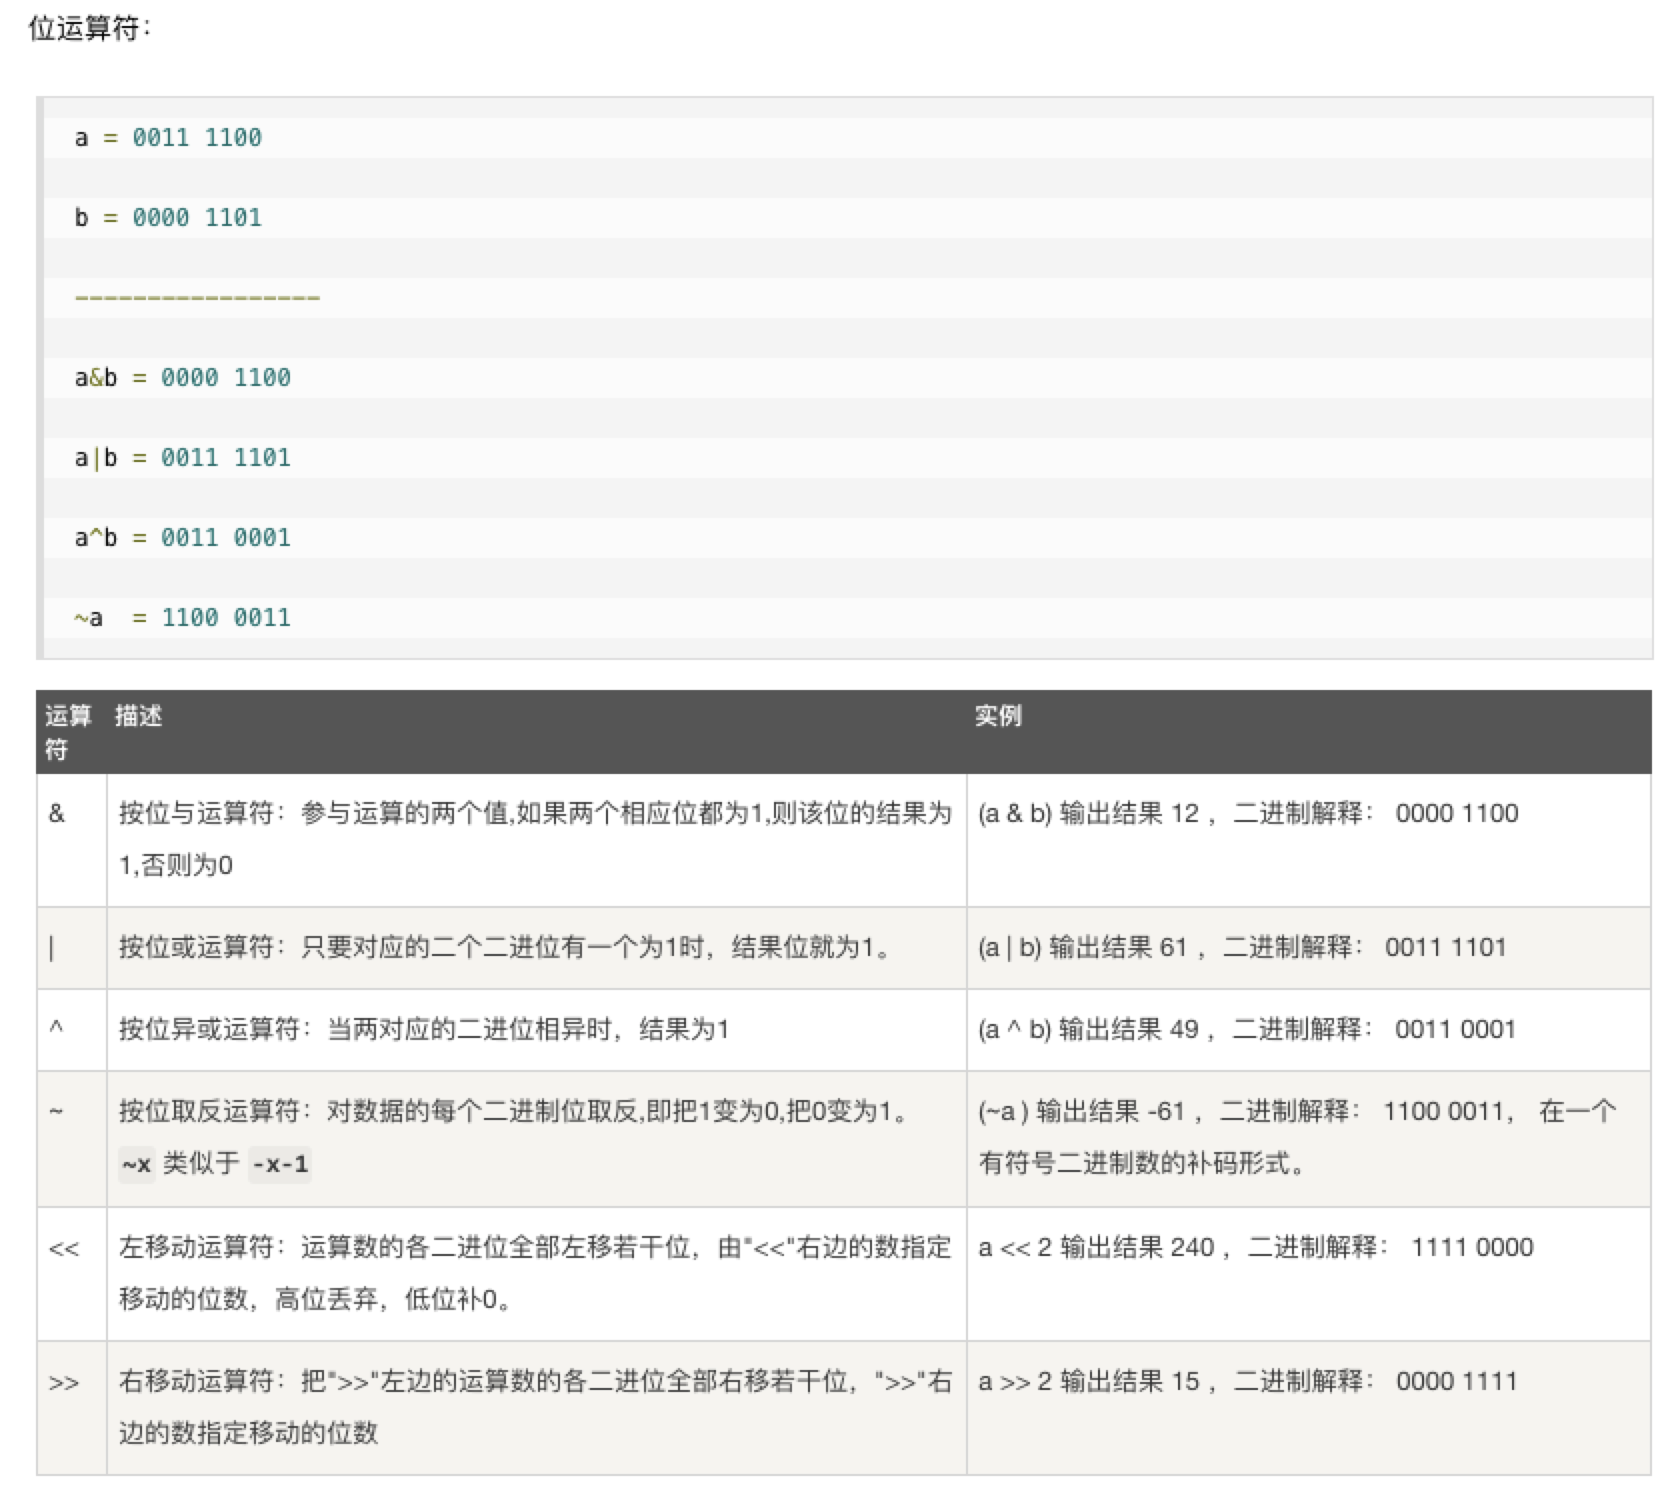 位运算符：
a = 0011 1100
b = 0000 1101
-----------------
a&b = 0000 1100
a|b = 0011 1101
a^b = 0011 0001
~a  = 1100 0011
运算符 描述 实例
& 按位与运算符：参与运算的两个值,如果两个相应位都为1,则该位的结果为 (a & b) 输出结果 12 ，二进制解释： 0000 1100
1,否则为0
| 按位或运算符：只要对应的二个二进位有一个为1时，结果位就为1。 (a | b) 输出结果 61 ，二进制解释： 0011 1101
^ 按位异或运算符：当两对应的二进位相异时，结果为1 (a ^ b) 输出结果 49 ，二进制解释： 0011 0001
~ 按位取反运算符：对数据的每个二进制位取反,即把1变为0,把0变为1。 (~a ) 输出结果 -61 ，二进制解释： 1100 0011， 在一个
~x 类似于 -x-1 有符号二进制数的补码形式。
<< 左移动运算符：运算数的各二进位全部左移若干位，由"<<"右边的数指定 a << 2 输出结果 240 ，二进制解释： 1111 0000
移动的位数，高位丢弃，低位补0。
>> 右移动运算符：把">>"左边的运算数的各二进位全部右移若干位，">>"右 a >> 2 输出结果 15 ，二进制解释： 0000 1111
边的数指定移动的位数